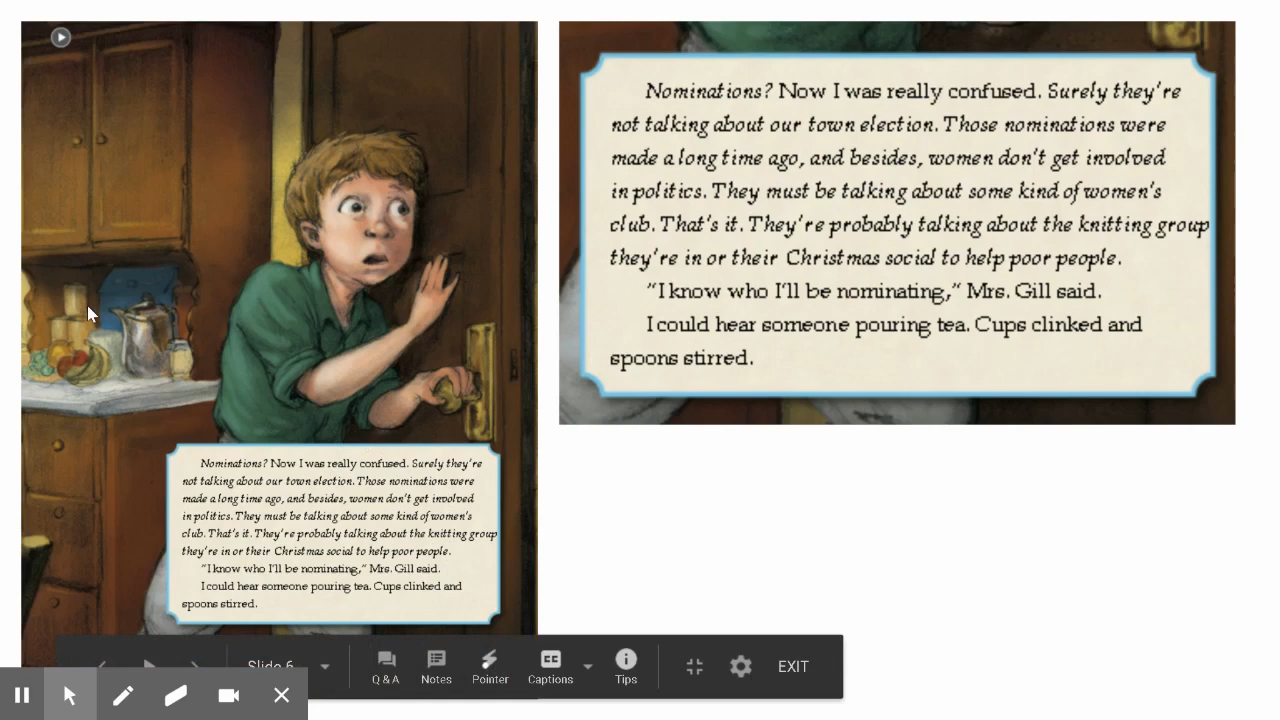 Nominations? Now I was really confused. Surely they're
not talking about our town election. Those nominations were
made a long time ago, and besides, women don't get involved
in politics. They must be talking about some kind of women's
club. That's it. They're probably talking about the knitting group
they're in or their Christmas social to help poor people.
"I know who I'll be nominating," Mrs. Gill said.
I could hear someone pouring tea. Cups clinked and
spoons stirred.
Nominations? Now I was really confused. Surely they're
not talking about our town election. Those nominations were
made a long time ago, and besides, women don't get involved
in politics. They must be talking about some kind of women's
club. That's it. They're probably talking about the knitting group
they're in or their Christmas social to help poor people.
"I know who I'll be nominating," Mrs. Gill said.
I could hear someone pouring tea. Cups clinked and
spoons stirred.
Slide 6
CC
Q & A Notes Pointer Captions Tips EXIT